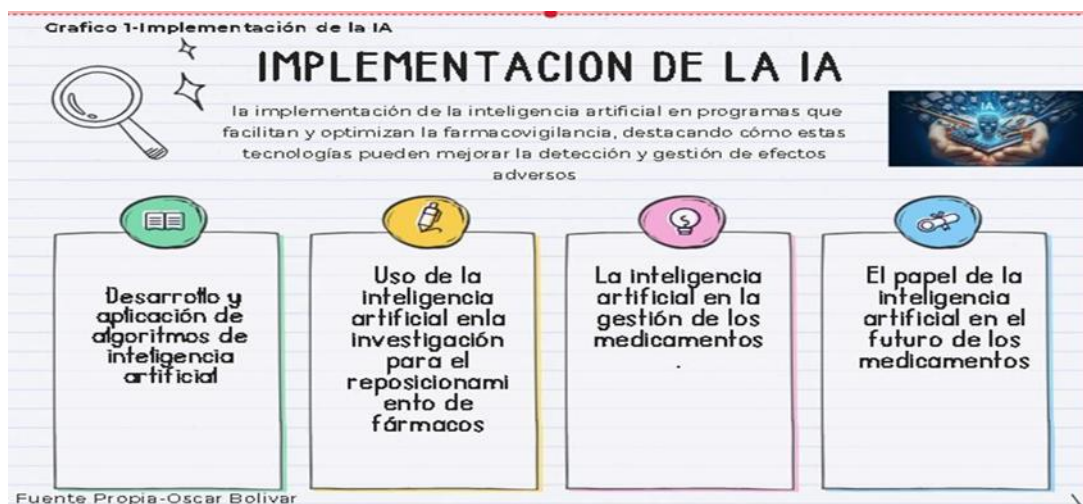 Grafico 1-Implementación de la IA
IMPLEMENTACION DE LA IA
la implementación de la inteligencia artificial en programas que
facilitan y optimizan la farmacovigilancia, destacando cómo estas
tecnologías pueden mejorar la detección y gestión de efectos
adversos
IA
Desarrollo y
aplicación de
algoritmos de
inteligencia
artificial
Uso de la
inteligencia
artificial enla
investigación
para el
reposicionami
ento de
fármacos
La inteligencia
artificial en la
gestión de los
medicamentos
.
El papel de la
inteligencia
artificial en el
futuro de los
medicamentos
Fuente Propia-Oscar Bolivar